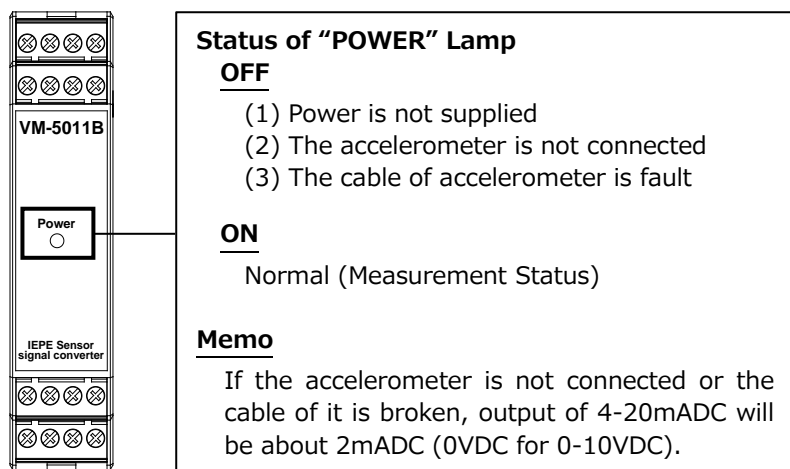 VM-5011B
Power
IEPE Sensor
signal converter
Status of “POWER” Lamp
OFF
(1) Power is not supplied
(2) The accelerometer is not connected
(3) The cable of accelerometer is fault
ON
Normal (Measurement Status)
Memo
If the accelerometer is not connected or the
cable of it is broken, output of 4-20mADC will
be about 2mADC (0VDC for 0-10VDC).